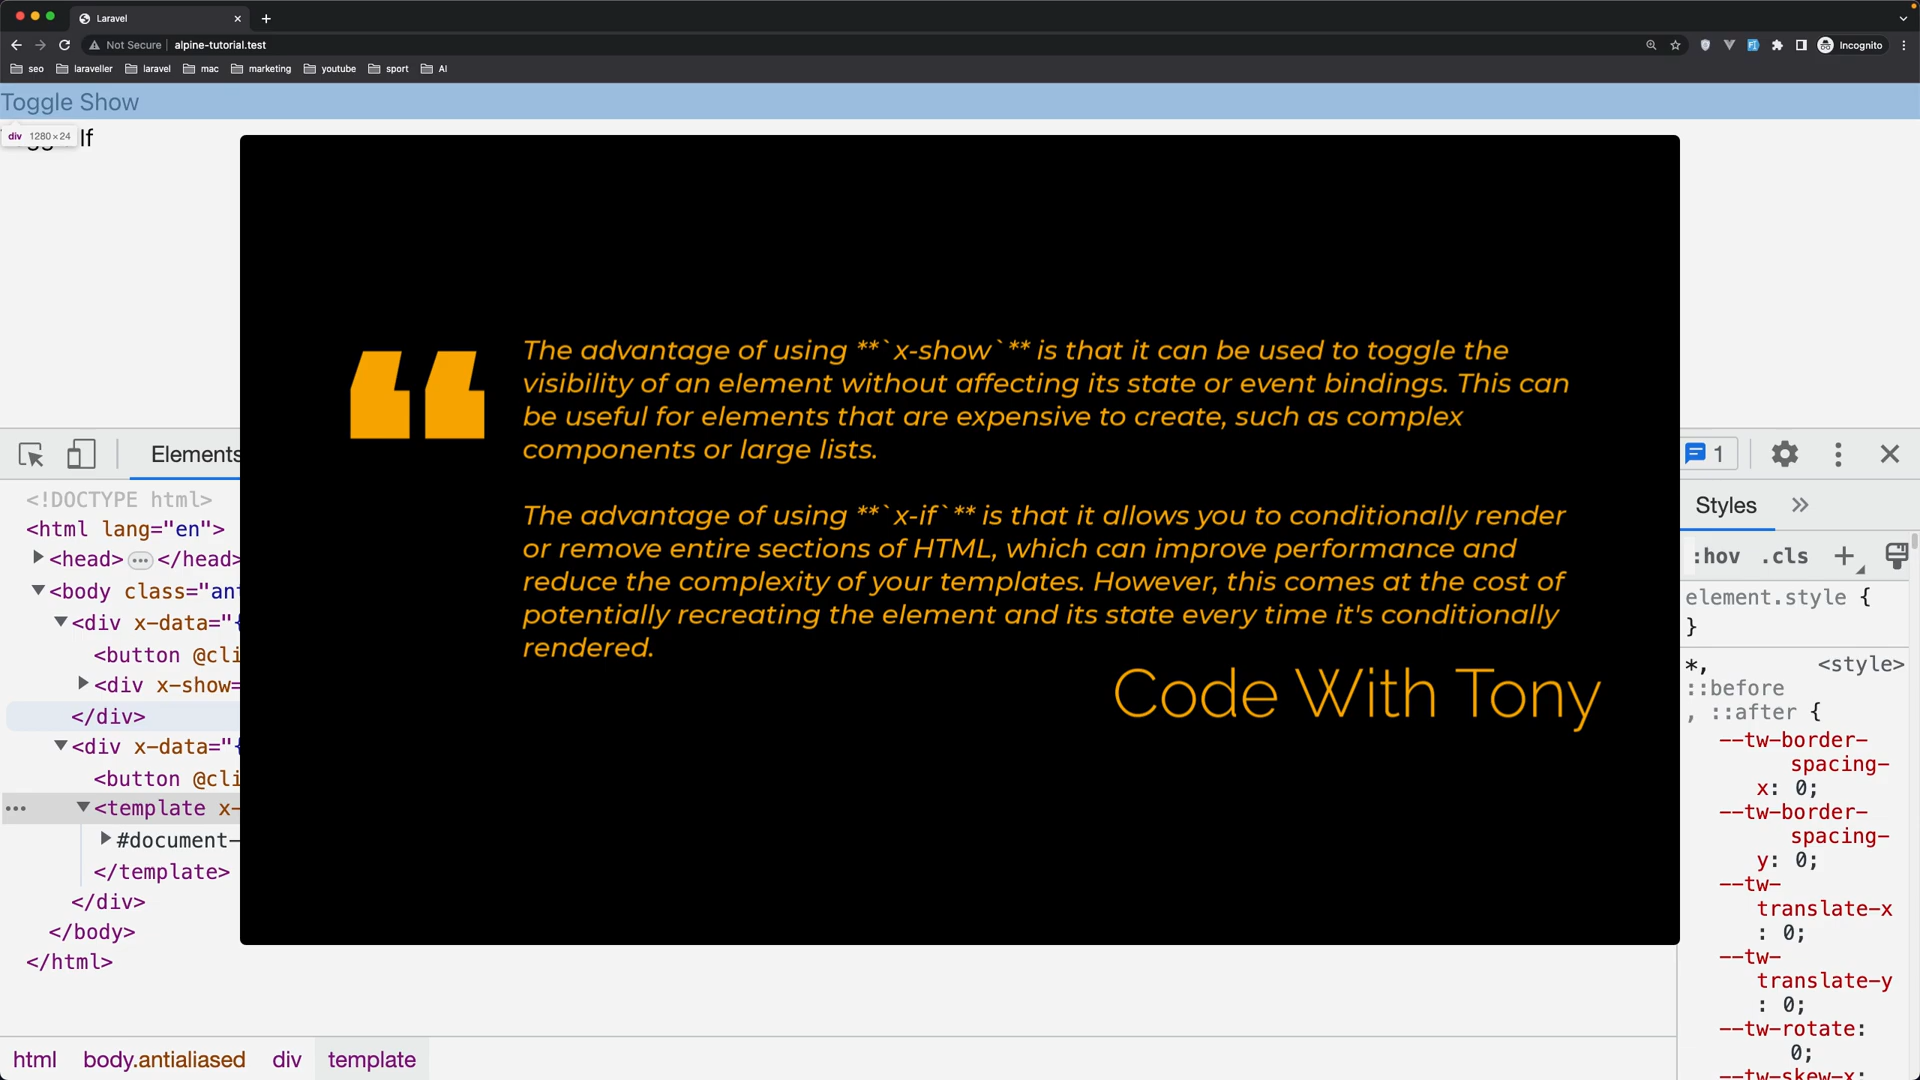 Laravel
Not Secure
alpine-tutorial.test
Incognito
seo
laraveller
laravel
mac
marketing
youtube
sport
AI
Toggle Show
div 1280×24
If
The advantage of using **`x-show`** is that it can be used to toggle the
visibility of an element without affecting its state or event bindings. This can
be useful for elements that are expensive to create, such as complex
components or large lists.
The advantage of using **`x-if`** is that it allows you to conditionally render
or remove entire sections of HTML, which can improve performance and
reduce the complexity of your templates. However, this comes at the cost of
potentially recreating the element and its state every time it's conditionally
rendered.
Code With Tony
Elements
1
<!DOCTYPE html>
<html lang="en">
<head> … </head>
<body class="ant
<div x-data="{
<button @cli
<div x-show=
</div>
<div x-data="{
<button @cli
<template x-
#document-
</template>
</div>
</body>
</html>
html
body.antialiased
div
template
Styles
:hov
.cls
element.style {
}
*,
<style>
::before
, ::after {
--tw-border-
spacing-
x: 0;
--tw-border-
spacing-
y: 0;
--tw-
translate-x
: 0;
--tw-
translate-y
: 0;
--tw-rotate:
0;
--tw-skew-x: